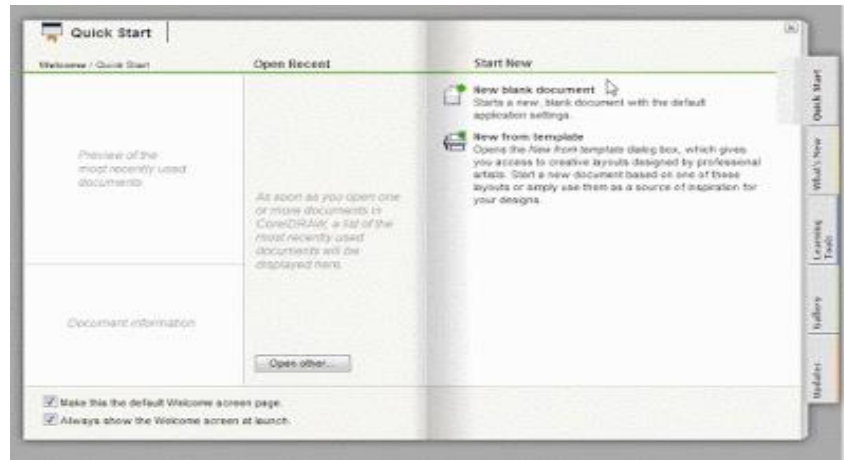 Quick Start
Welcome / Quick Start
Open Recent
Start New
Preview of the
most recently used
documents
Document information
As soon as you open one
or more documents in
CorelDRAW, a list of the
most recently used
documents will be
displayed here.
Open other...
New blank document
Starts a new, blank document with the default
application settings.
New from template
Opens the New from template dialog box, which gives
you access to creative layouts designed by professional
artists. Start a new document based on one of these
layouts or simply use them as a source of inspiration for
your designs.
Quick Start
What's New
Learning
Tools
Gallery
Updates
Make this the default Welcome screen page.
Always show the Welcome screen at launch.